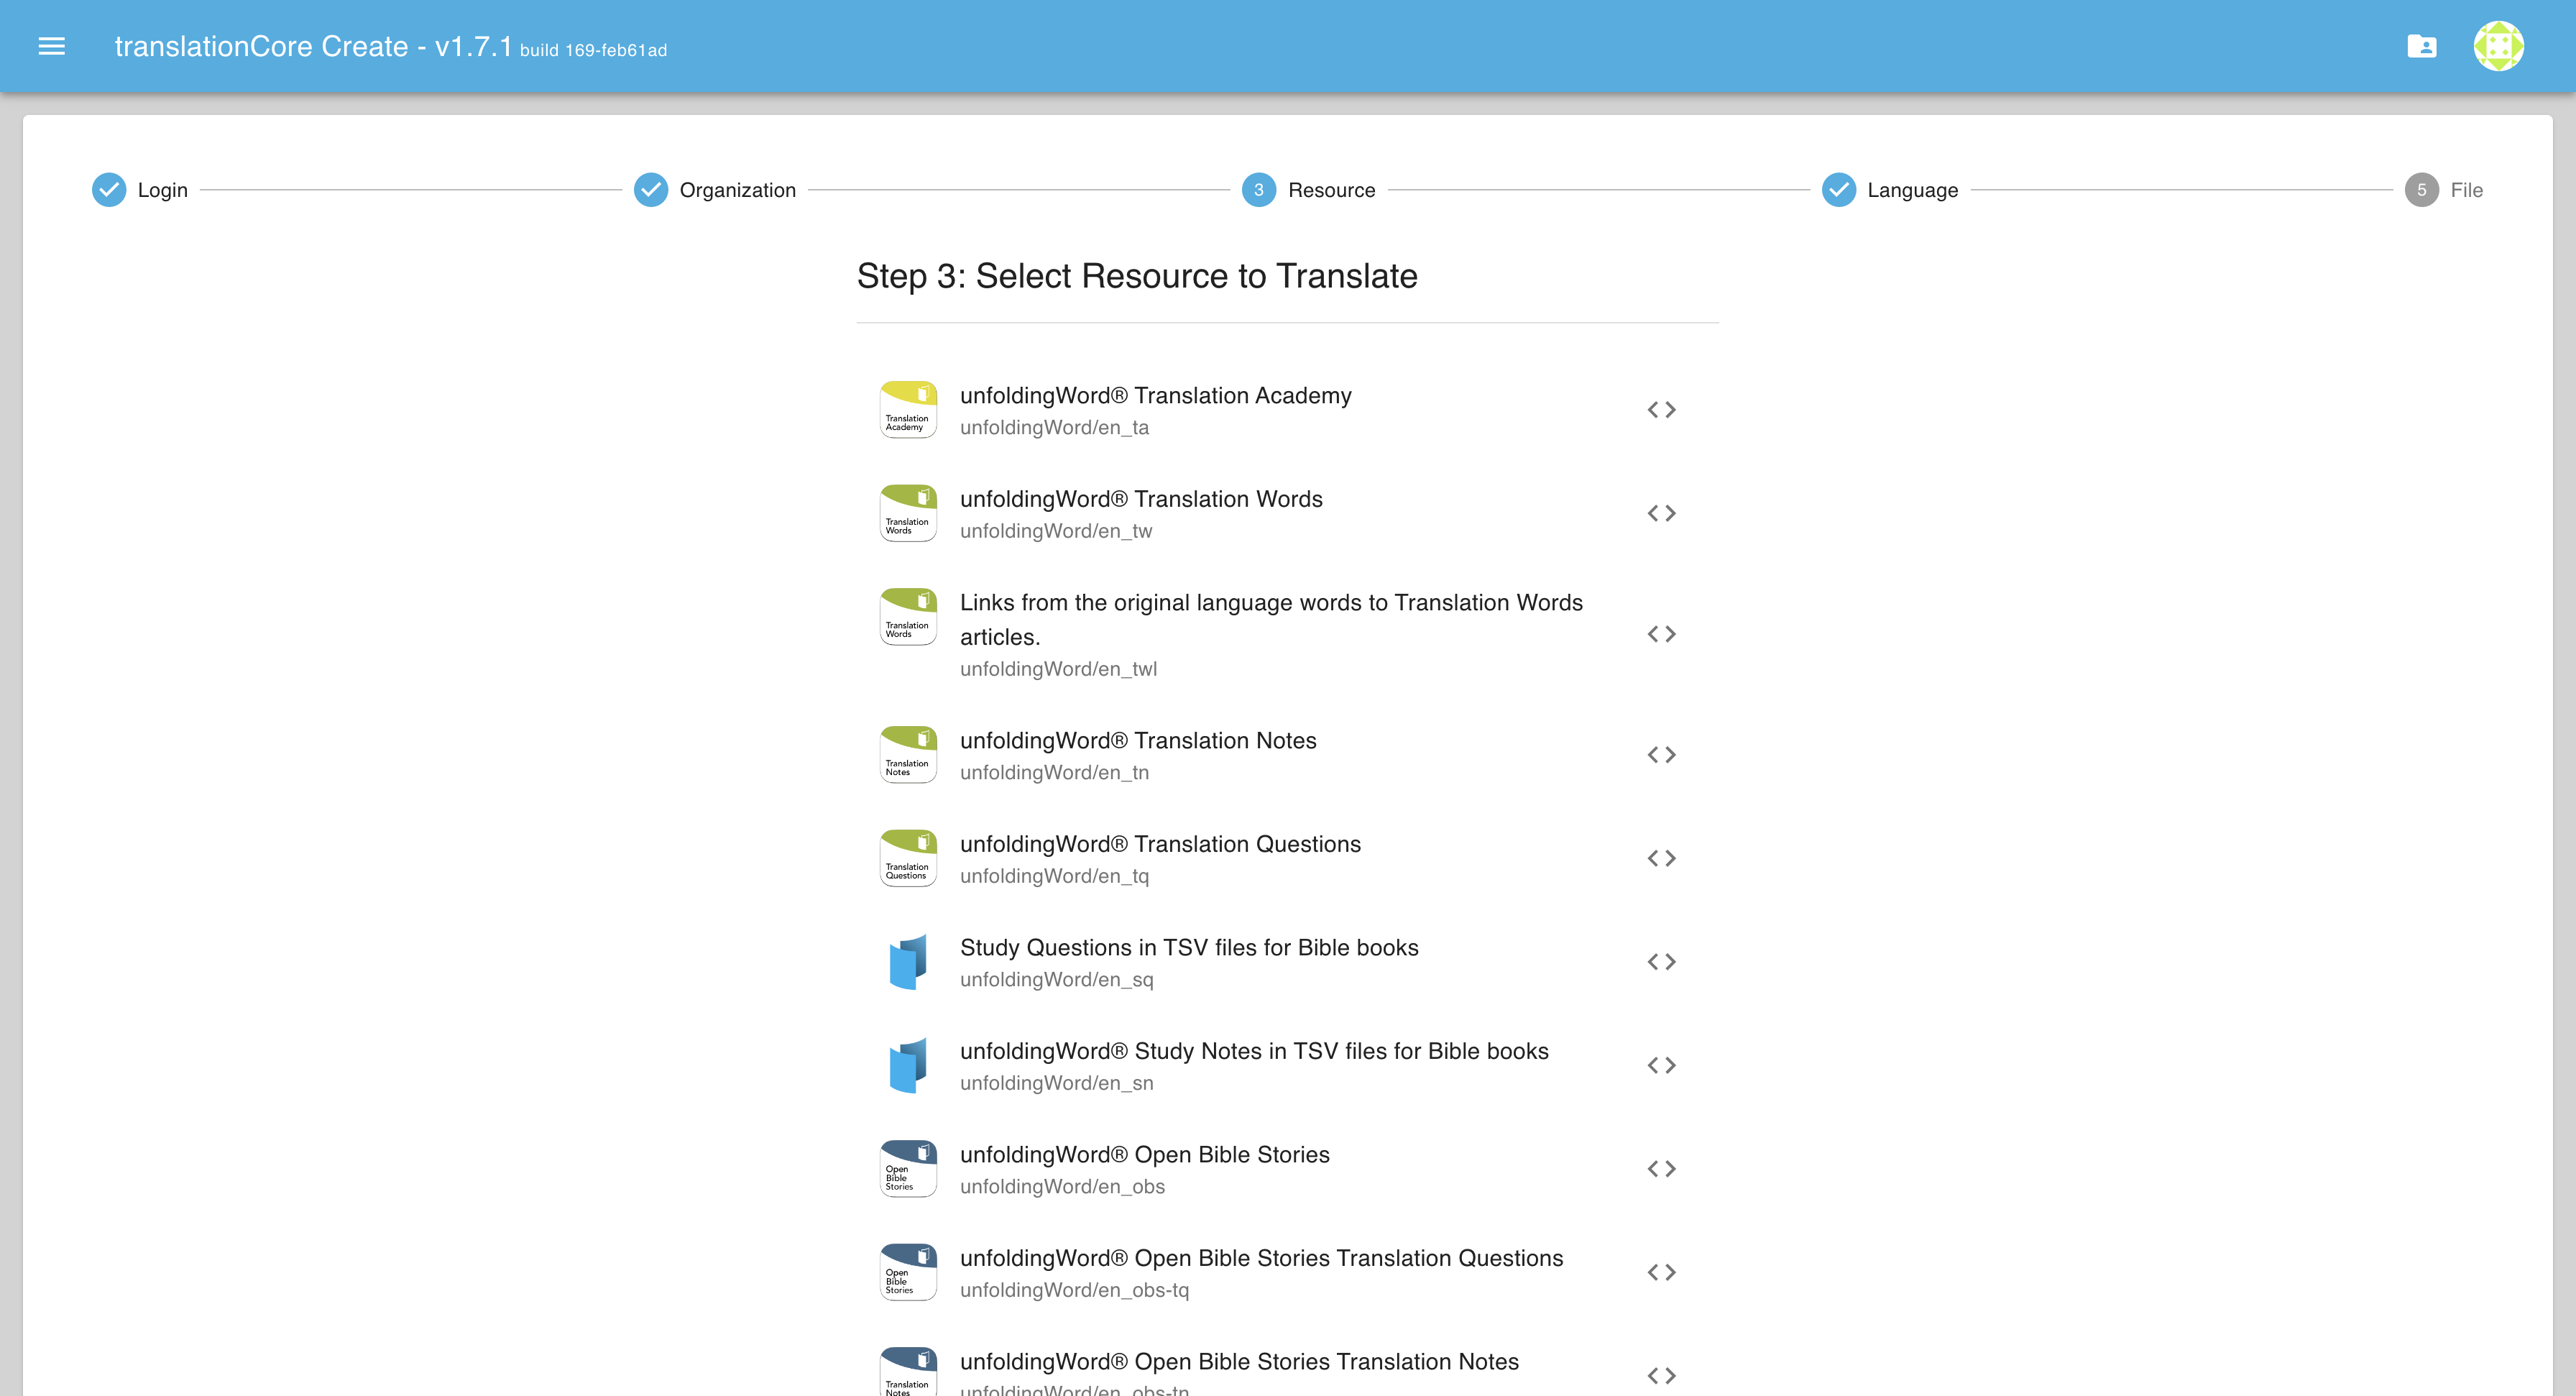 translationCore Create - v1.7.1 build 169-feb61ad
Login
Organization
3 Resource
Language
5 File
Step 3: Select Resource to Translate
Translation
Academy
unfoldingWord® Translation Academy
unfoldingWord/en_ta
Translation
Words
unfoldingWord® Translation Words
unfoldingWord/en_tw
Translation
Words
Links from the original language words to Translation Words
articles.
unfoldingWord/en_twl
Translation
Notes
unfoldingWord® Translation Notes
unfoldingWord/en_tn
Translation
Questions
unfoldingWord® Translation Questions
unfoldingWord/en_tq
Study Questions in TSV files for Bible books
unfoldingWord/en_sq
unfoldingWord® Study Notes in TSV files for Bible books
unfoldingWord/en_sn
Open
Bible
Stories
unfoldingWord® Open Bible Stories
unfoldingWord/en_obs
Open
Bible
Stories
unfoldingWord® Open Bible Stories Translation Questions
unfoldingWord/en_obs-tq
Translation
Notes
unfoldingWord® Open Bible Stories Translation Notes
unfoldingWord/en_obs-tn